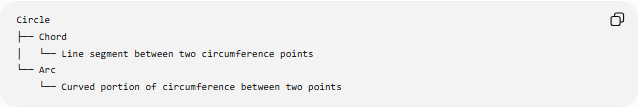 Circle
├── Chord
│   └── Line segment between two circumference points
└── Arc
    └── Curved portion of circumference between two points